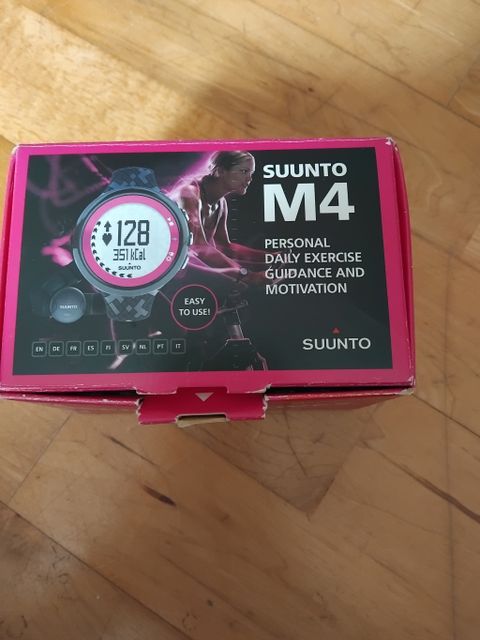 SUUNTO
M4
PERSONAL
DAILY EXERCISE
GUIDANCE AND
MOTIVATION
128
351 kCal
SUUNTO
SUUNTO
EASY
TO USE!
EN DE FR ES FI SV NL PT IT
SUUNTO